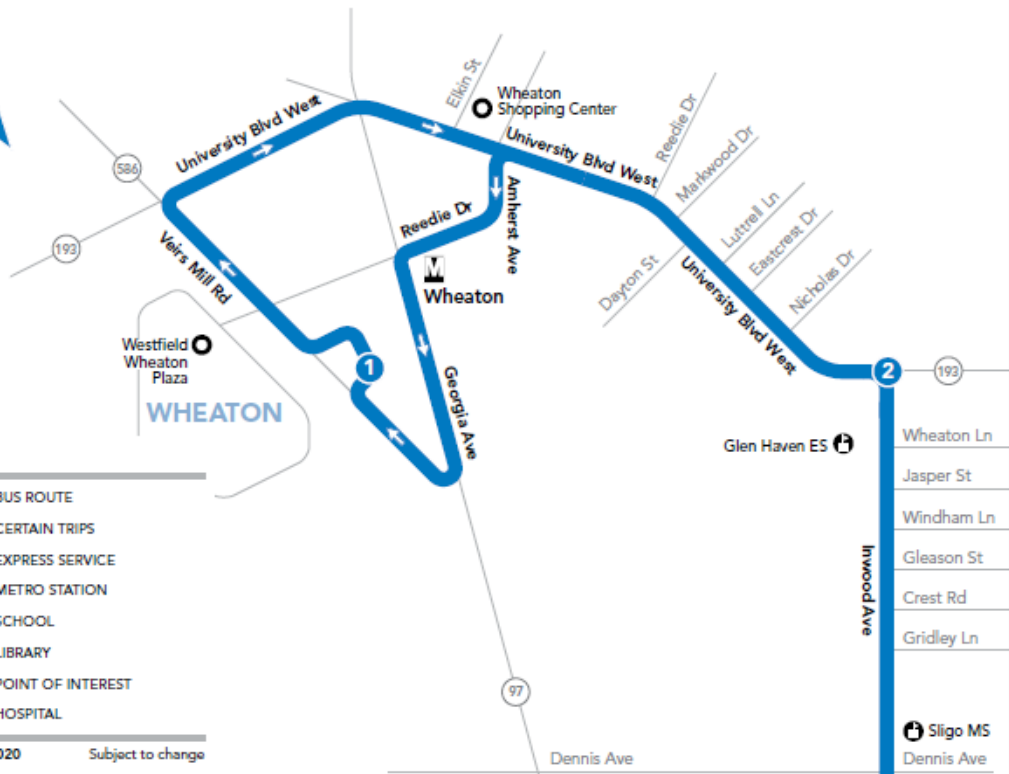 Elkin St
Wheaton
Shopping Center
University Blvd West
University Blvd West
Reedie Dr
Markwood Dr
586
Amherst Ave
Reedie Dr
Luttrell Ln
Eastcrest Dr
193
Veirs Mill Rd
M
Wheaton
Dayton St
University Blvd West
Nicholas Dr
Westfield
Wheaton
Plaza
1
2
193
WHEATON
Georgia Ave
Glen Haven ES
Wheaton Ln
Jasper St
Windham Ln
Gleason St
Crest Rd
Gridley Ln
Inwood Ave
BUS ROUTE
CERTAIN TRIPS
EXPRESS SERVICE
METRO STATION
SCHOOL
LIBRARY
POINT OF INTEREST
HOSPITAL
020 Subject to change
97
Sligo MS
Dennis Ave
Dennis Ave